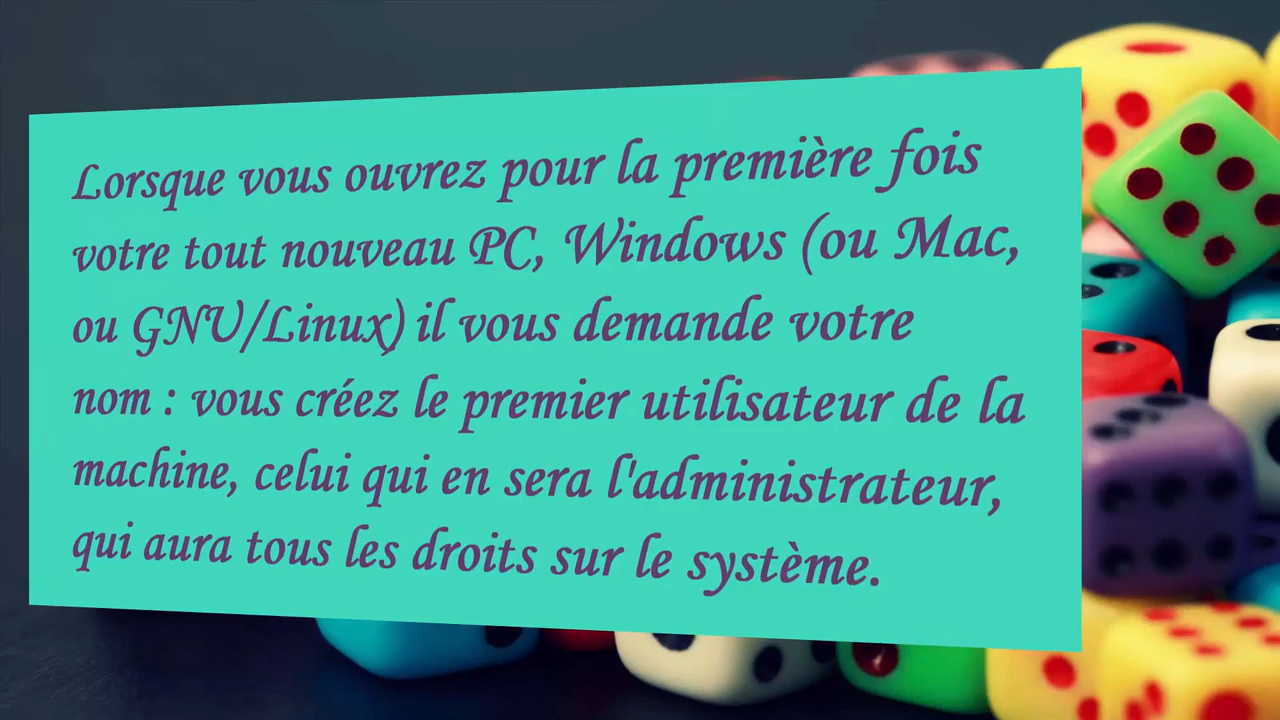 Lorsque vous ouvrez pour la première fois
votre tout nouveau PC, Windows (ou Mac,
ou GNU/Linux) il vous demande votre
nom : vous créez le premier utilisateur de la
machine, celui qui en sera l'administrateur,
qui aura tous les droits sur le système.